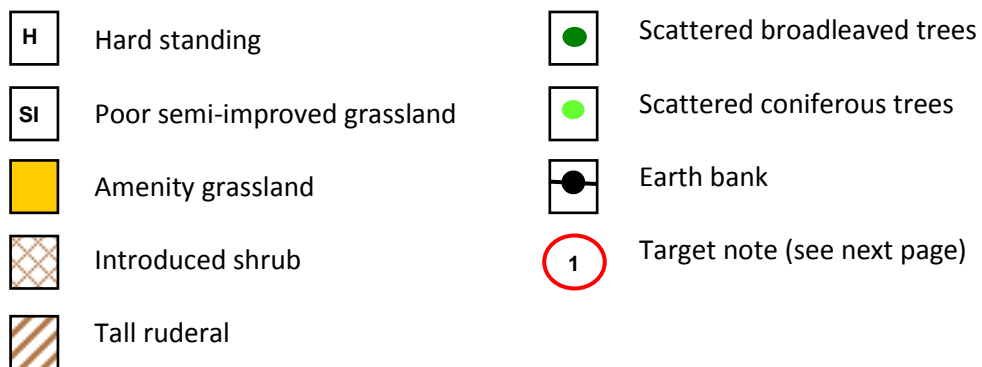 H Hard standing
SI Poor semi-improved grassland
Amenity grassland
Introduced shrub
Tall ruderal
Scattered broadleaved trees
Scattered coniferous trees
Earth bank
1 Target note (see next page)